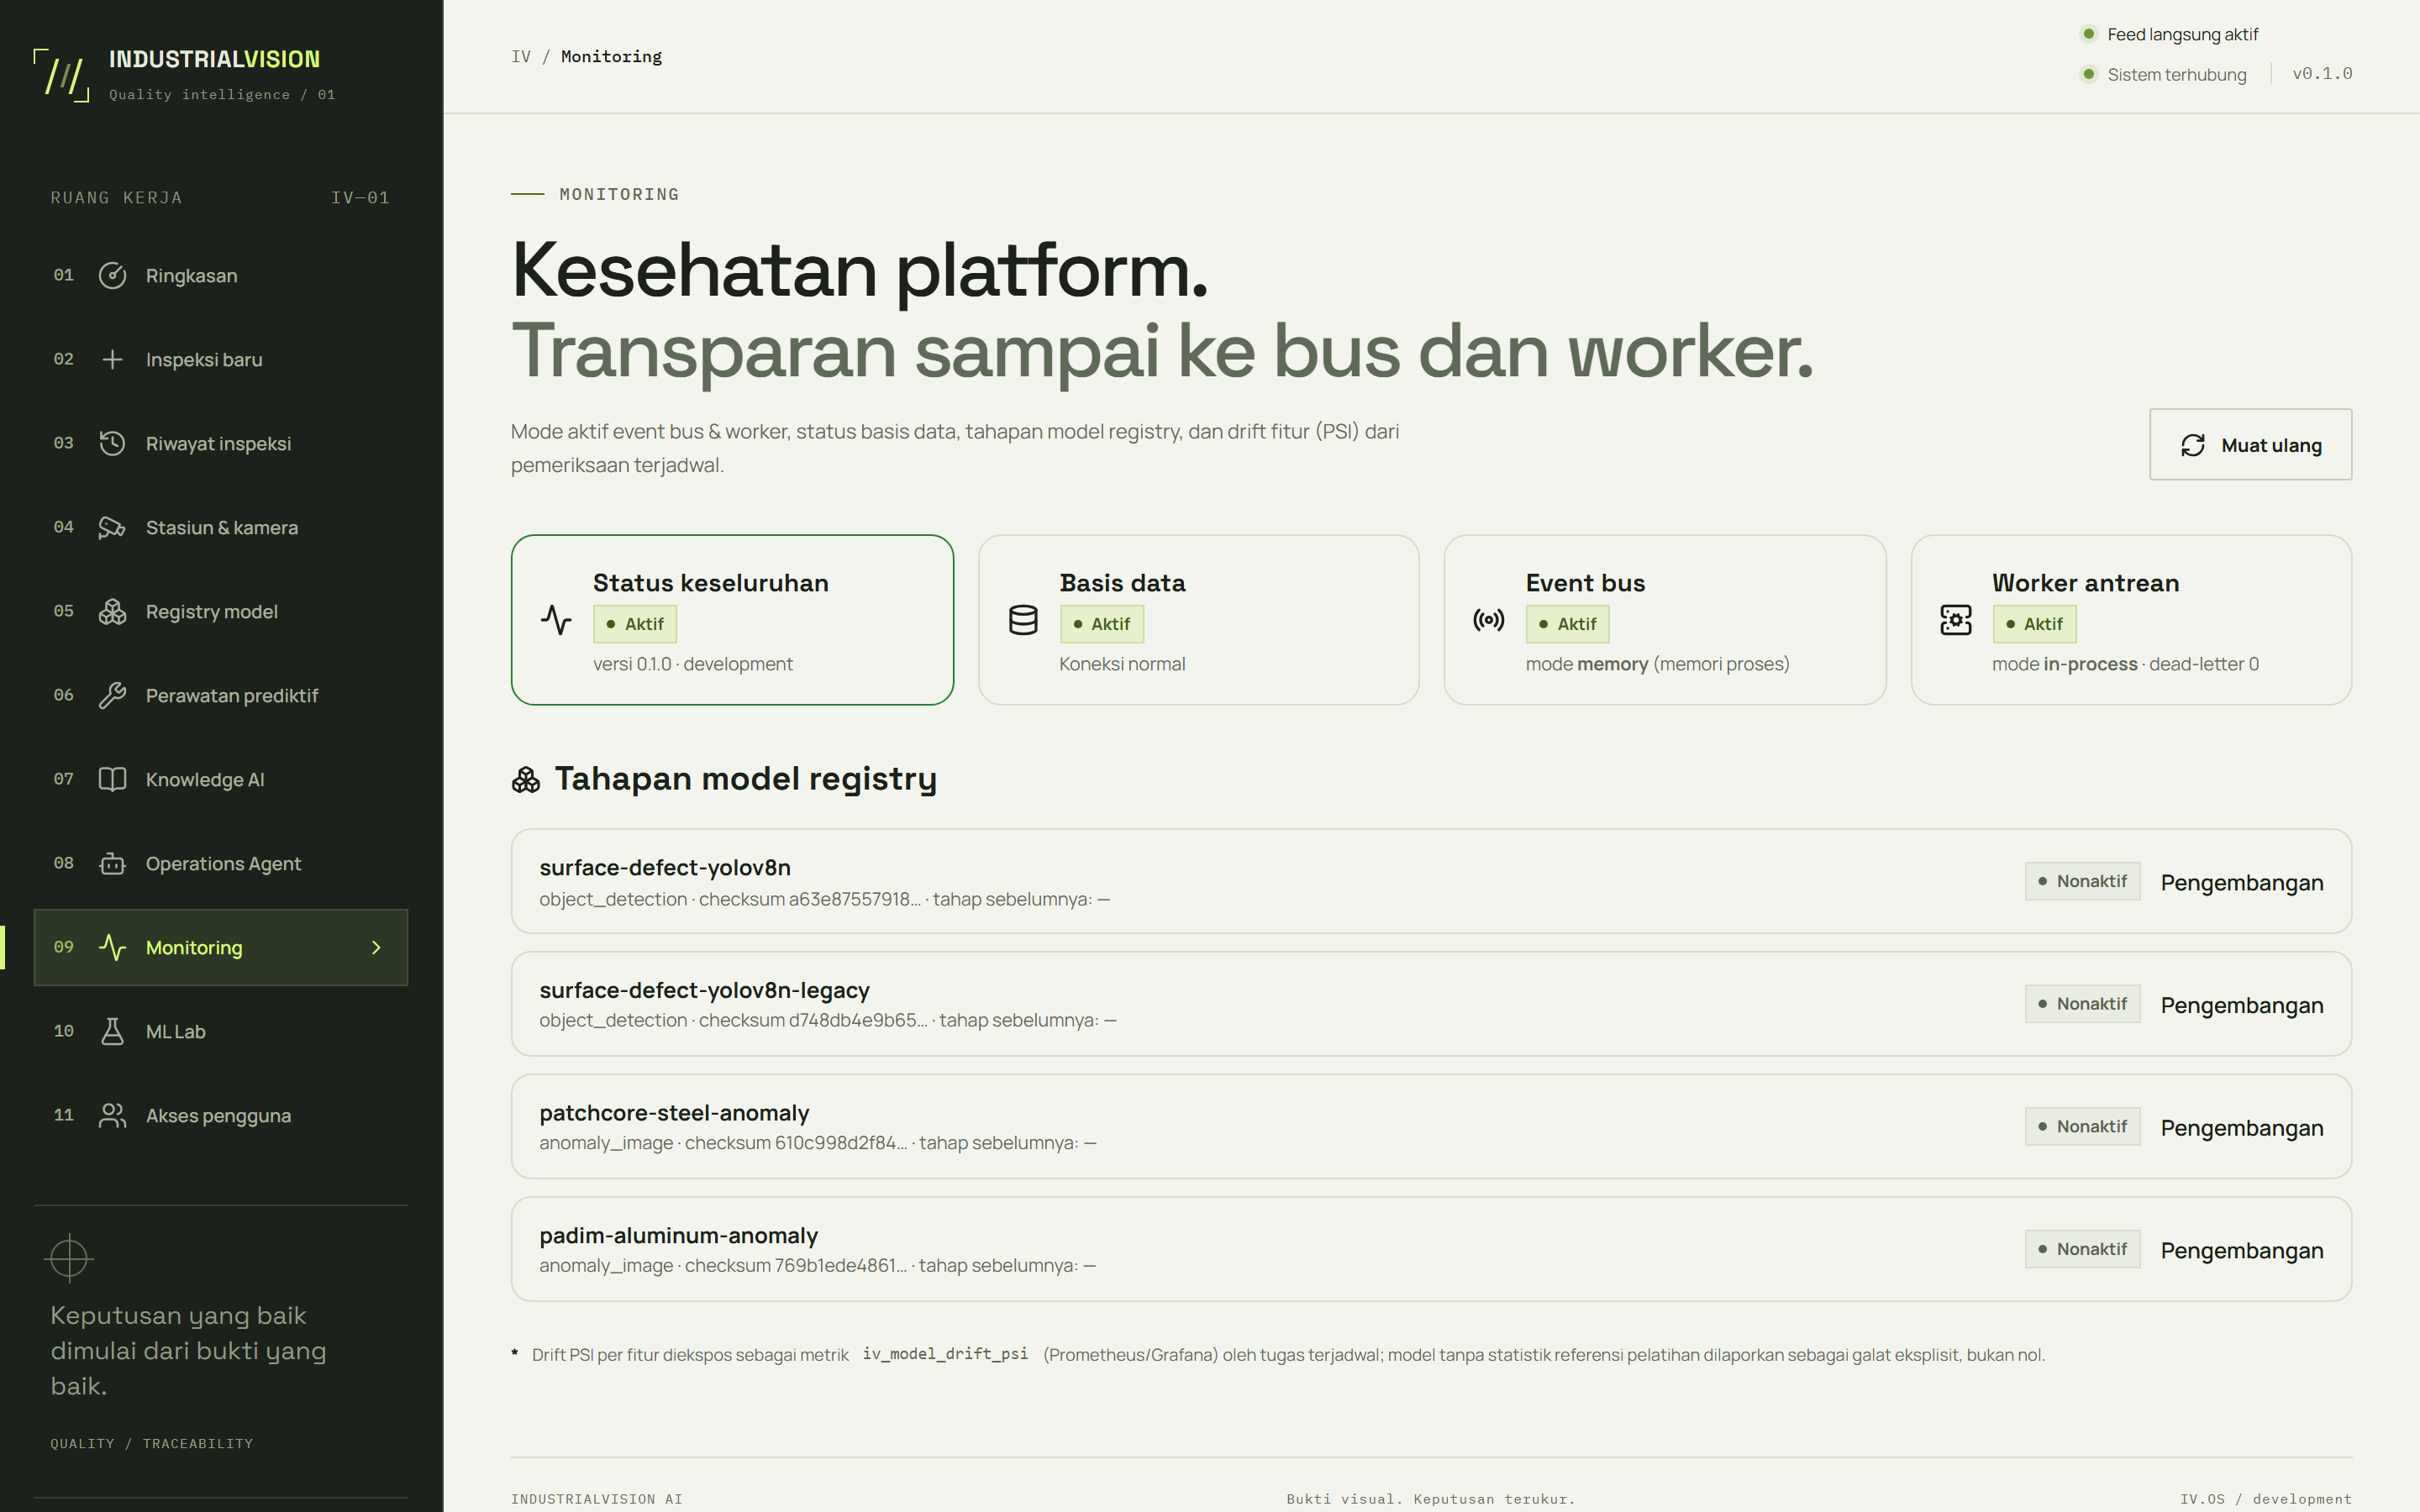 INDUSTRIALVISION
Quality intelligence / 01
RUANG KERJA IV—01
01 Ringkasan
02 Inspeksi baru
03 Riwayat inspeksi
04 Stasiun & kamera
05 Registry model
06 Perawatan prediktif
07 Knowledge AI
08 Operations Agent
09 Monitoring
10 ML Lab
11 Akses pengguna
Keputusan yang baik
dimulai dari bukti yang
baik.
QUALITY / TRACEABILITY
IV / Monitoring
Feed langsung aktif
Sistem terhubung v0.1.0
MONITORING
Kesehatan platform.
Transparan sampai ke bus dan worker.
Mode aktif event bus & worker, status basis data, tahapan model registry, dan drift fitur (PSI) dari
pemeriksaan terjadwal.
Muat ulang
Status keseluruhan
Aktif
versi 0.1.0 · development
Basis data
Aktif
Koneksi normal
Event bus
Aktif
mode memory (memori proses)
Worker antrean
Aktif
mode in-process · dead-letter 0
Tahapan model registry
surface-defect-yolov8n
object_detection · checksum a63e87557918… · tahap sebelumnya: —
Nonaktif Pengembangan
surface-defect-yolov8n-legacy
object_detection · checksum d748db4e9b65… · tahap sebelumnya: —
Nonaktif Pengembangan
patchcore-steel-anomaly
anomaly_image · checksum 610c998d2f84… · tahap sebelumnya: —
Nonaktif Pengembangan
padim-aluminum-anomaly
anomaly_image · checksum 769b1ede4861… · tahap sebelumnya: —
Nonaktif Pengembangan
* Drift PSI per fitur diekspos sebagai metrik iv_model_drift_psi (Prometheus/Grafana) oleh tugas terjadwal; model tanpa statistik referensi pelatihan dilaporkan sebagai galat eksplisit, bukan nol.
INDUSTRIALVISION AI Bukti visual. Keputusan terukur. IV.OS / development